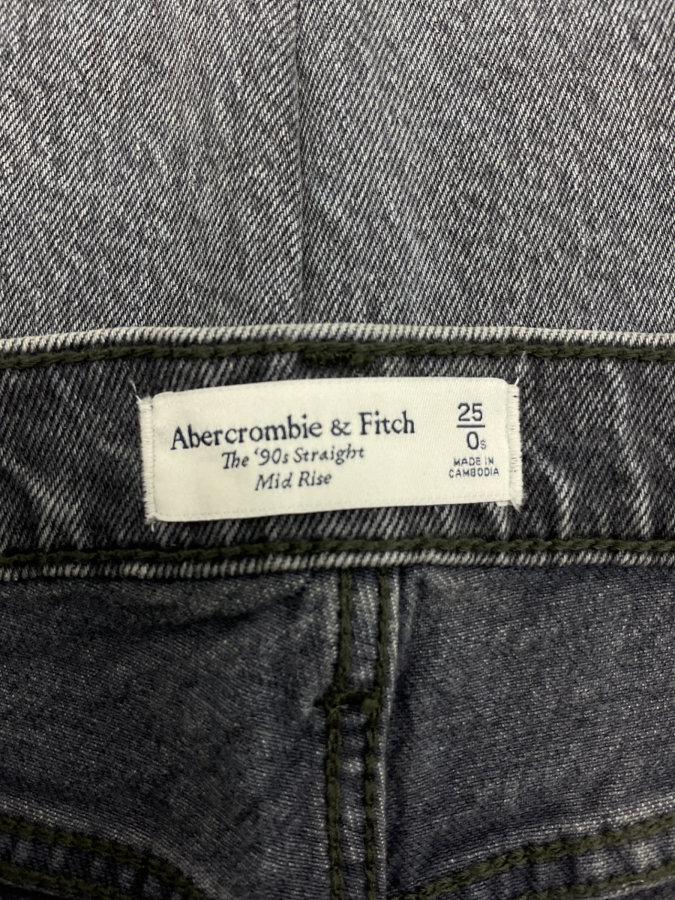 Abercrombie & Fitch
The '90s Straight
Mid Rise
25
0s
MADE IN
CAMBODIA